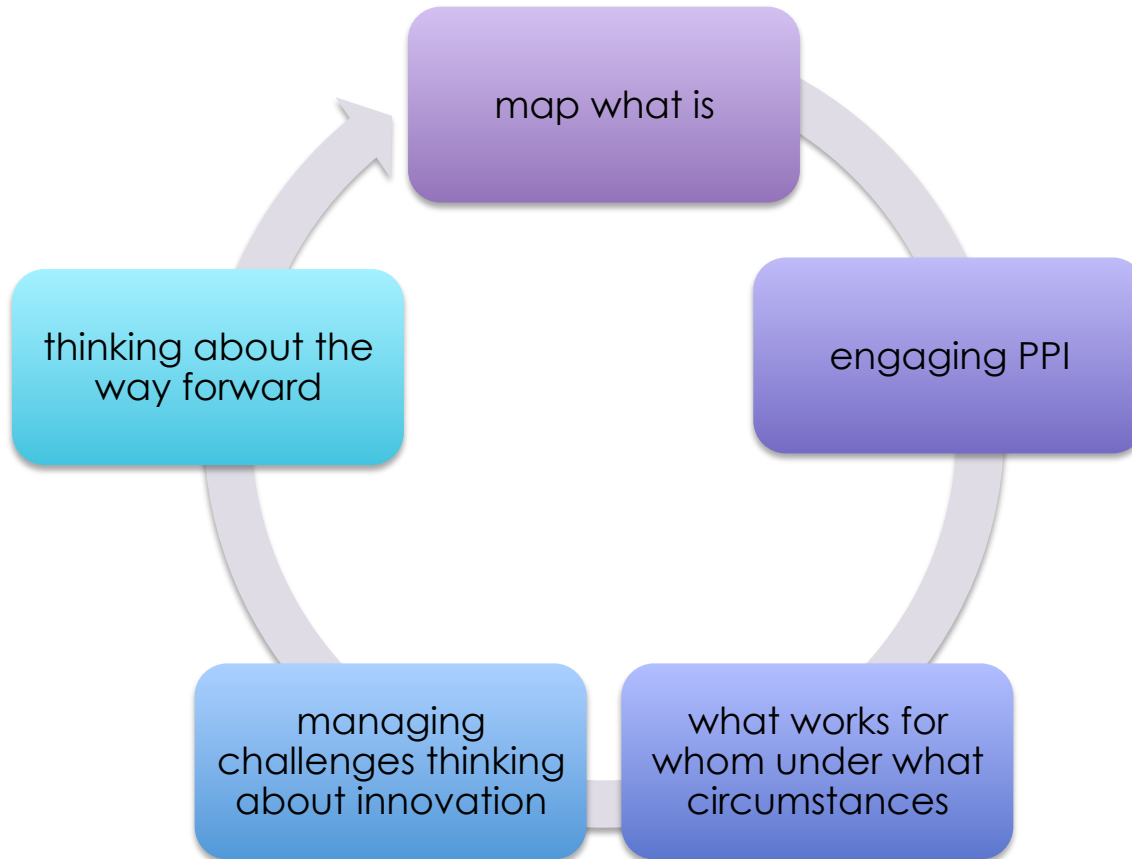 map what is
engaging PPI
what works for
whom under what
circumstances
managing
challenges thinking
about innovation
thinking about the
way forward